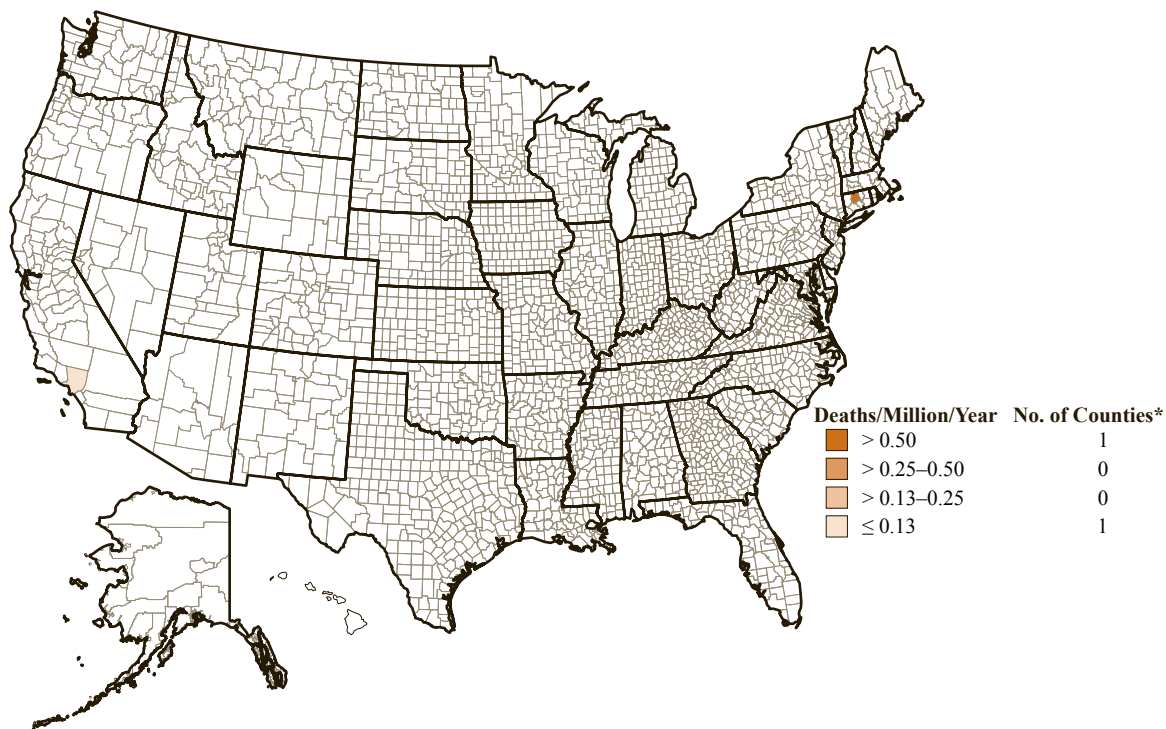 Deaths/Million/Year No. of Counties*
> 0.50 1
> 0.25–0.50 0
> 0.13–0.25 0
≤ 0.13 1